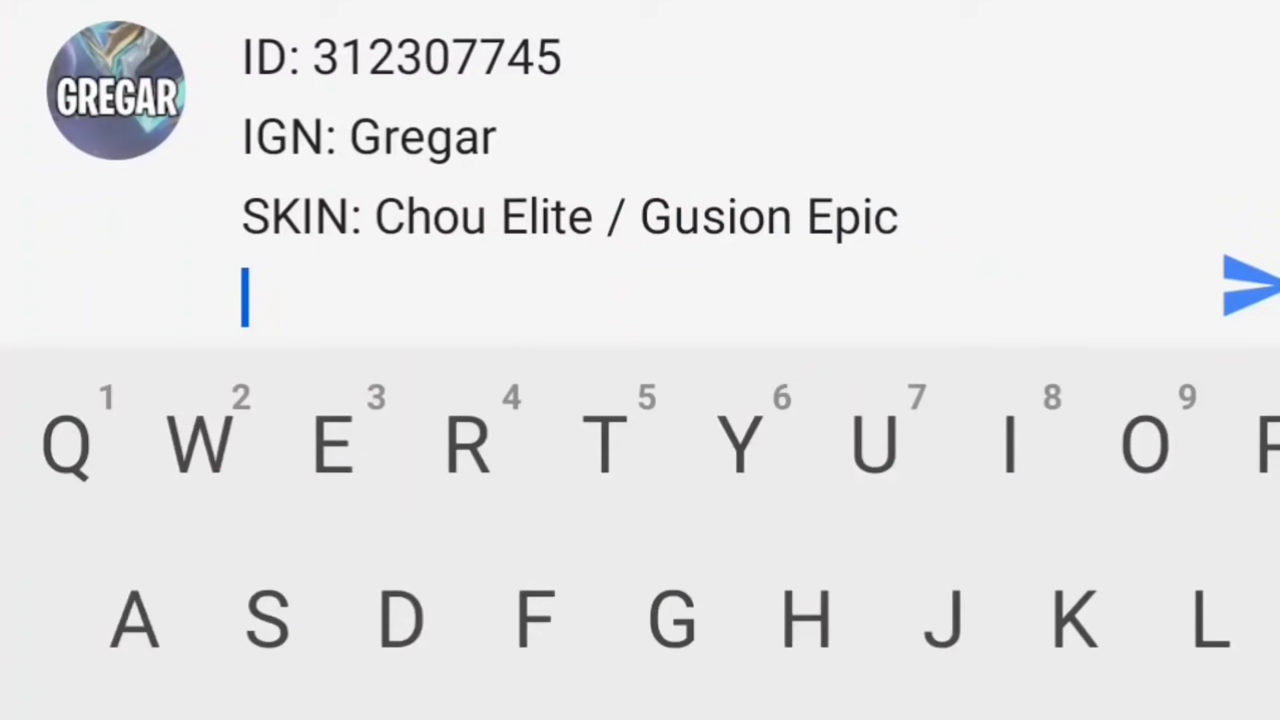 GREGAR
ID: 312307745
IGN: Gregar
SKIN: Chou Elite / Gusion Epic
1 2 3 4 5 6 7 8 9
Q W E R T Y U I O P
A S D F G H J K L